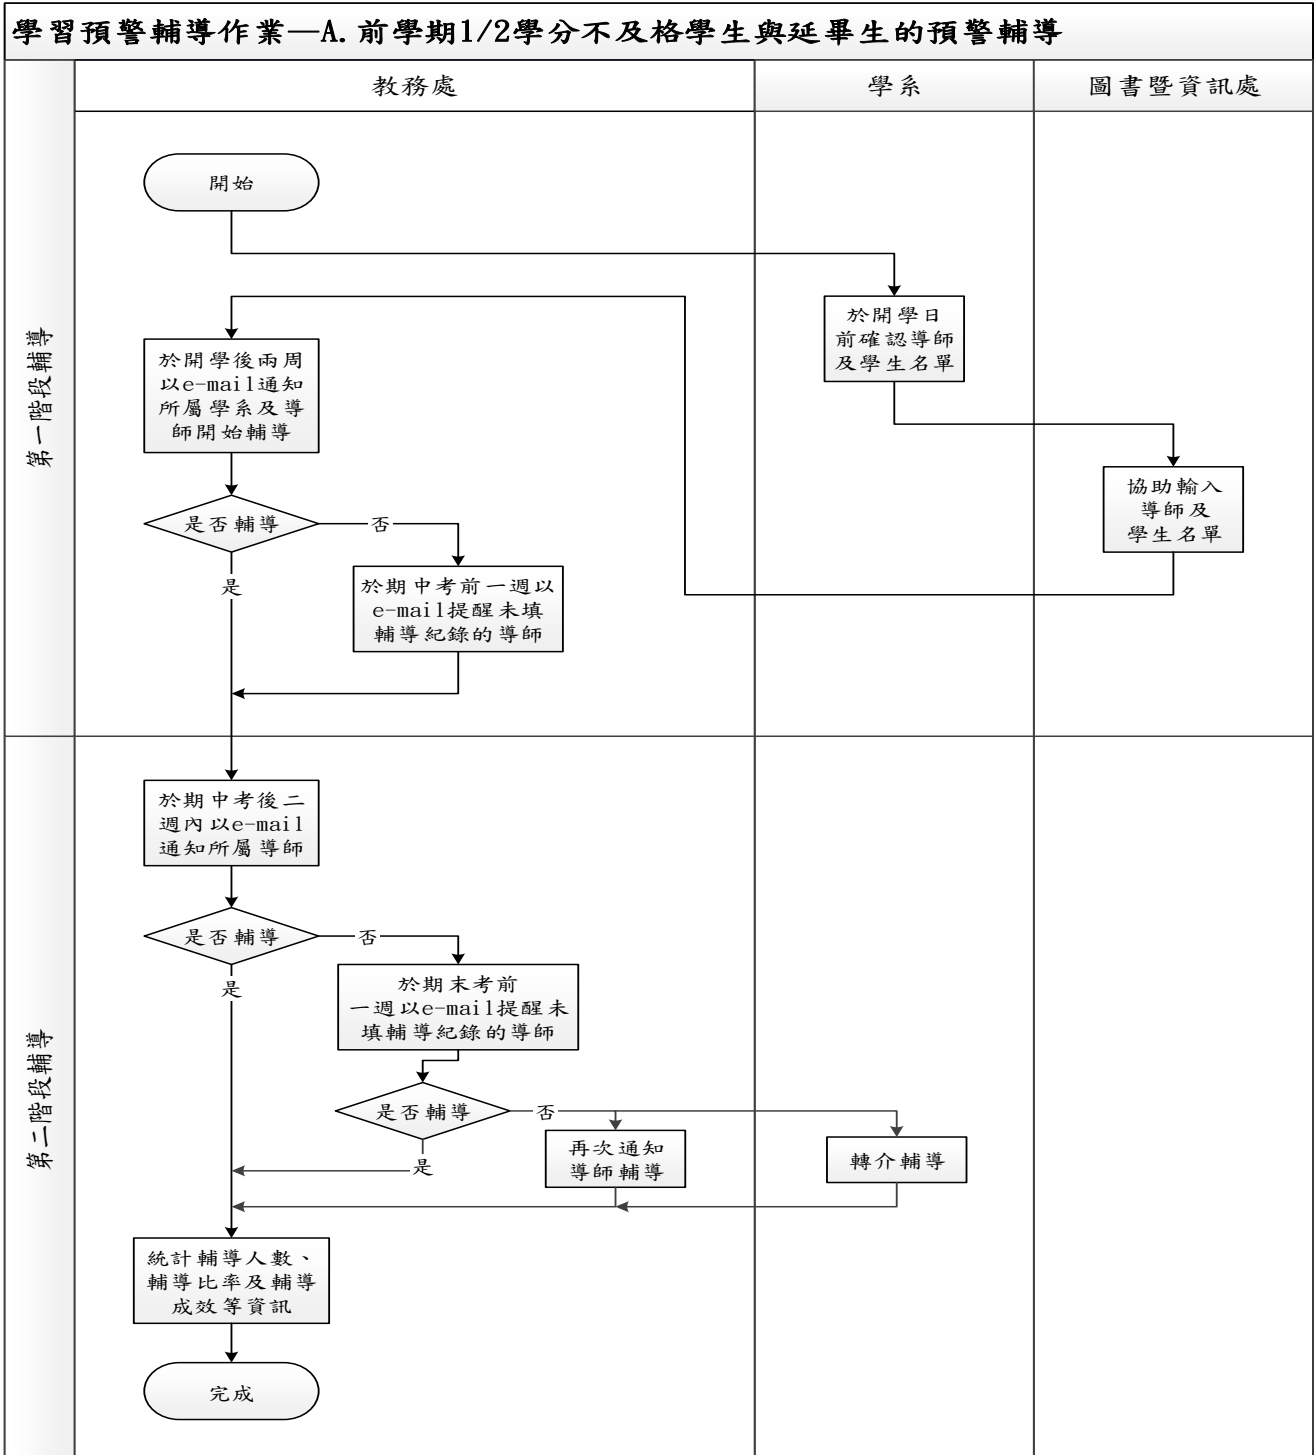 學習預警輔導作業—A.前學期1/2學分不及格學生與延畢生的預警輔導
教務處
學系
圖書暨資訊處
第一階段輔導
開始
於開學日
前確認導師
及學生名單
協助輸入
導師及
學生名單
於開學後兩周
以e-mail通知
所屬學系及導
師開始輔導
是否輔導
否
是
於期中考前一週以
e-mail提醒未填
輔導紀錄的導師
第二階段輔導
於期中考後二
週內以e-mail
通知所屬導師
是否輔導
否
是
於期末考前
一週以e-mail提醒未
填輔導紀錄的導師
是否輔導
否
是
再次通知
導師輔導
轉介輔導
統計輔導人數、
輔導比率及輔導
成效等資訊
完成